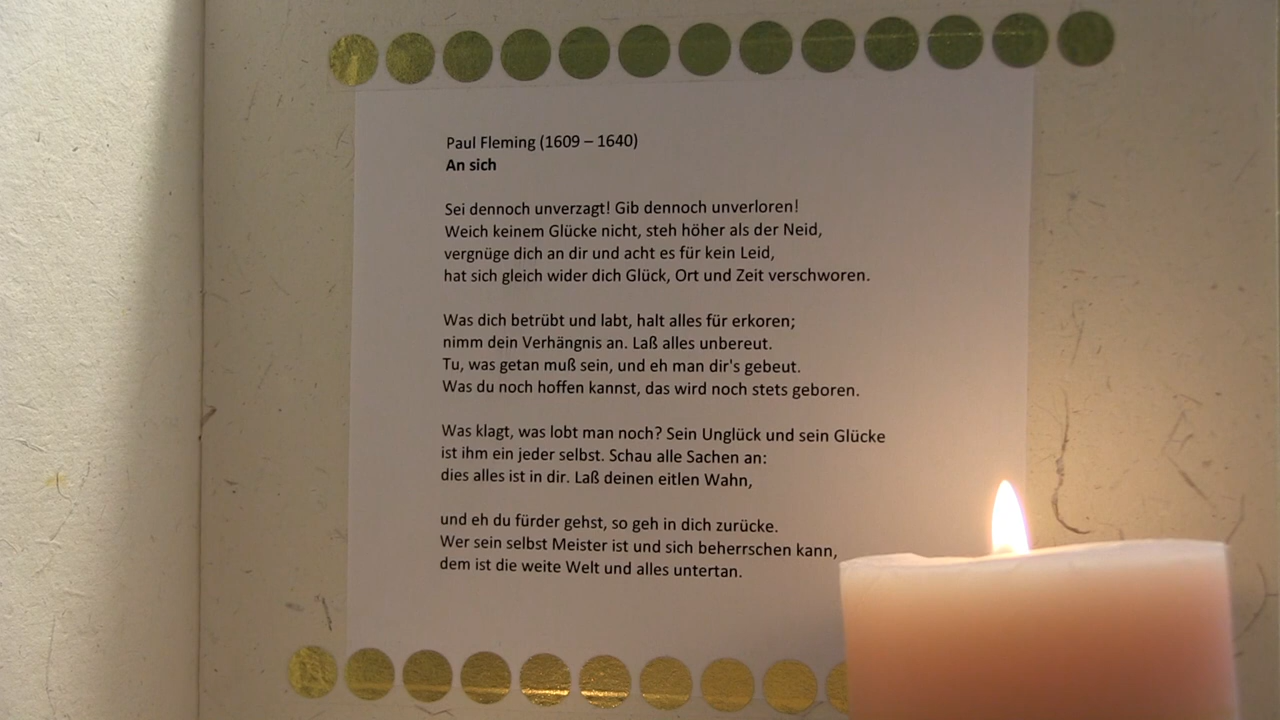 Paul Fleming (1609 – 1640)
An sich
Sei dennoch unverzagt! Gib dennoch unverloren!
Weich keinem Glücke nicht, steh höher als der Neid,
vergnüge dich an dir und acht es für kein Leid,
hat sich gleich wider dich Glück, Ort und Zeit verschworen.
Was dich betrübt und labt, halt alles für erkoren;
nimm dein Verhängnis an. Laß alles unbereut.
Tu, was getan muß sein, und eh man dir's gebeut.
Was du noch hoffen kannst, das wird noch stets geboren.
Was klagt, was lobt man noch? Sein Unglück und sein Glücke
ist ihm ein jeder selbst. Schau alle Sachen an:
dies alles ist in dir. Laß deinen eitlen Wahn,
und eh du fürder gehst, so geh in dich zurücke.
Wer sein selbst Meister ist und sich beherrschen kann,
dem ist die weite Welt und alles untertan.